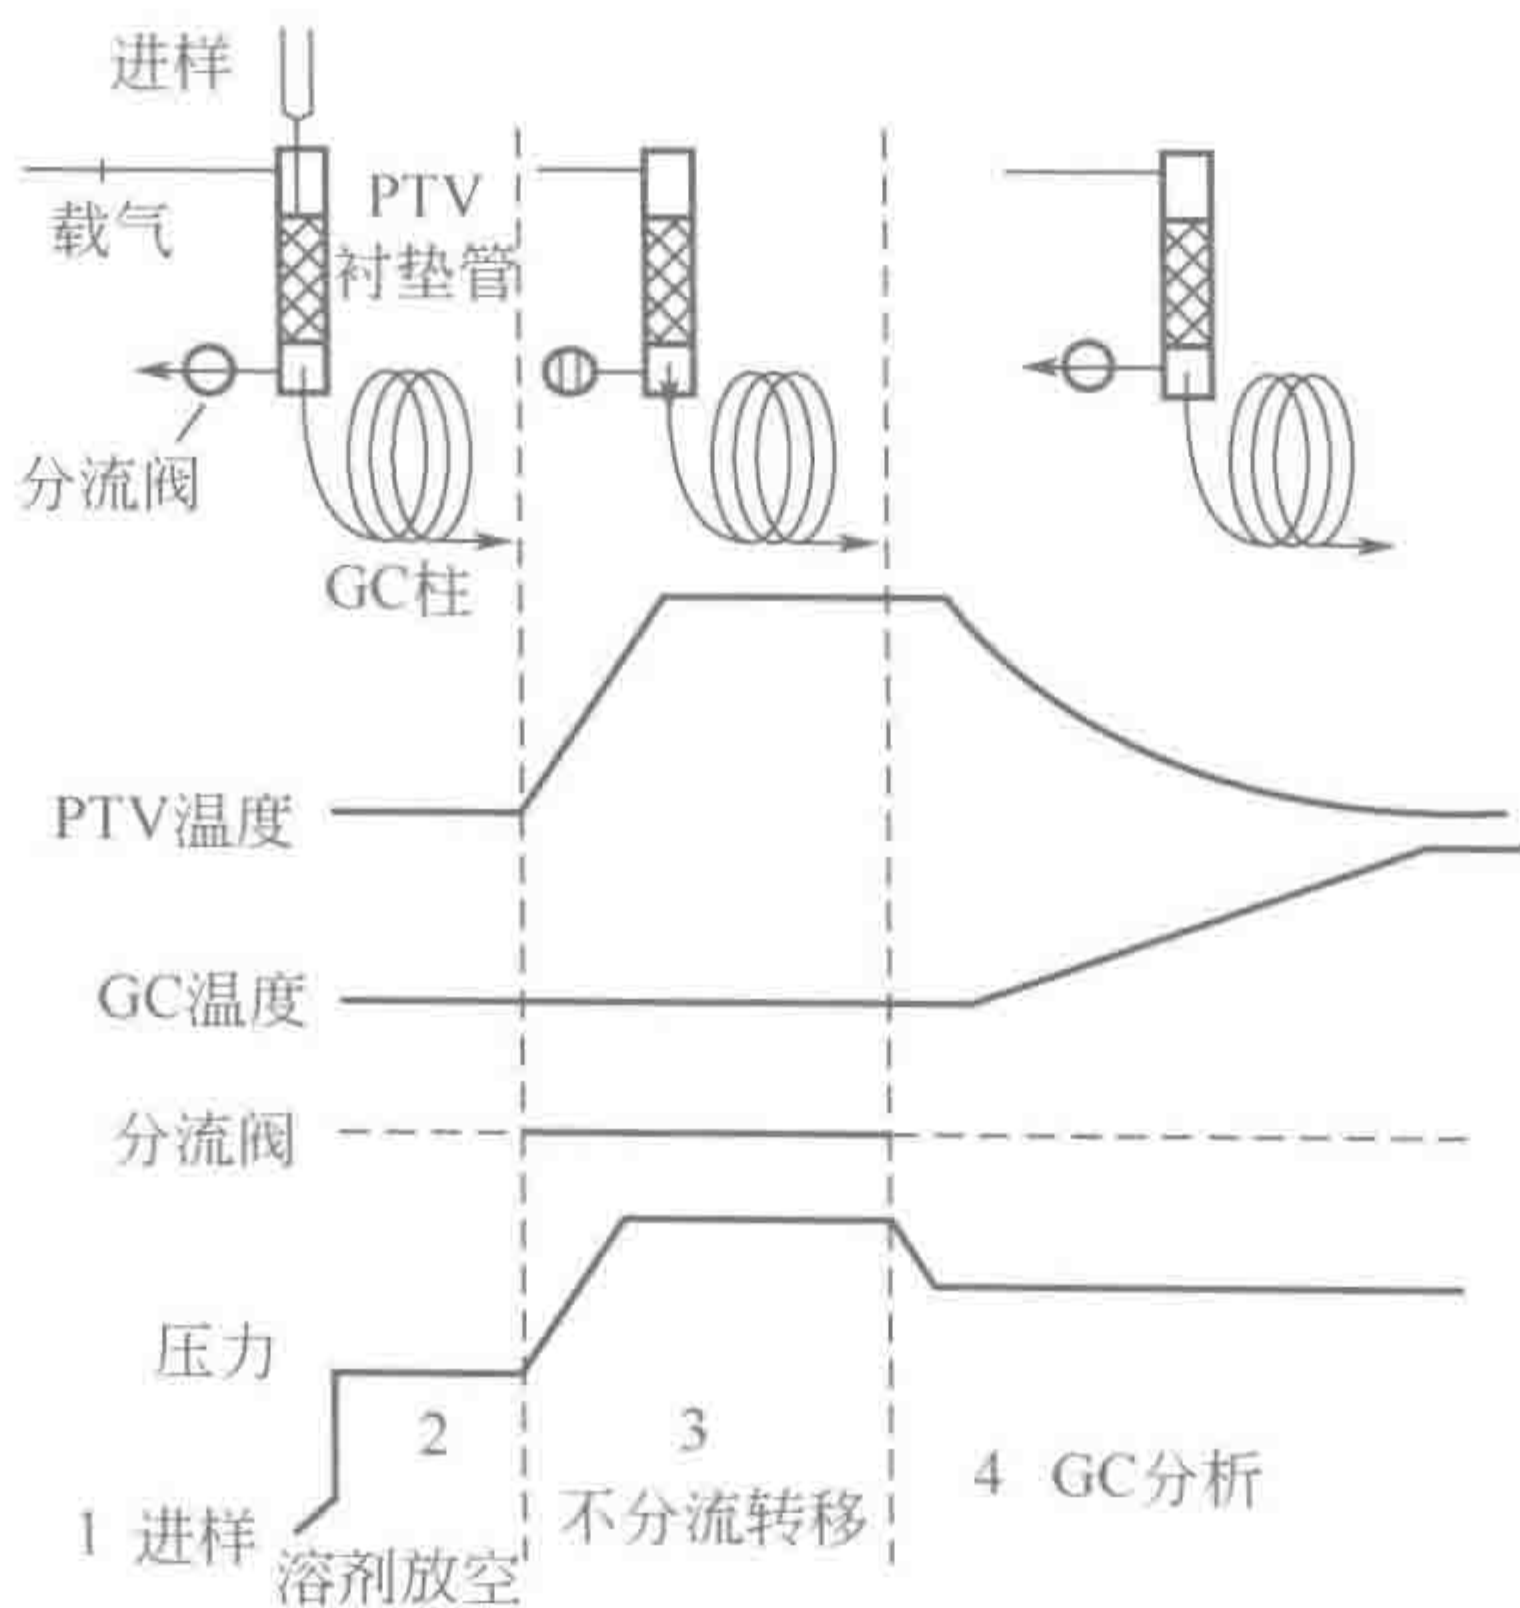 进样
载气
PTV
衬垫管
分流阀
GC柱
PTV温度
GC温度
分流阀
压力
2
3
4 GC分析
1 进样
溶剂放空
不分流转移